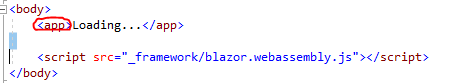 <body>
<app>Loading...</app>
<script src="_framework/blazor.webassembly.js"></script>
</body>